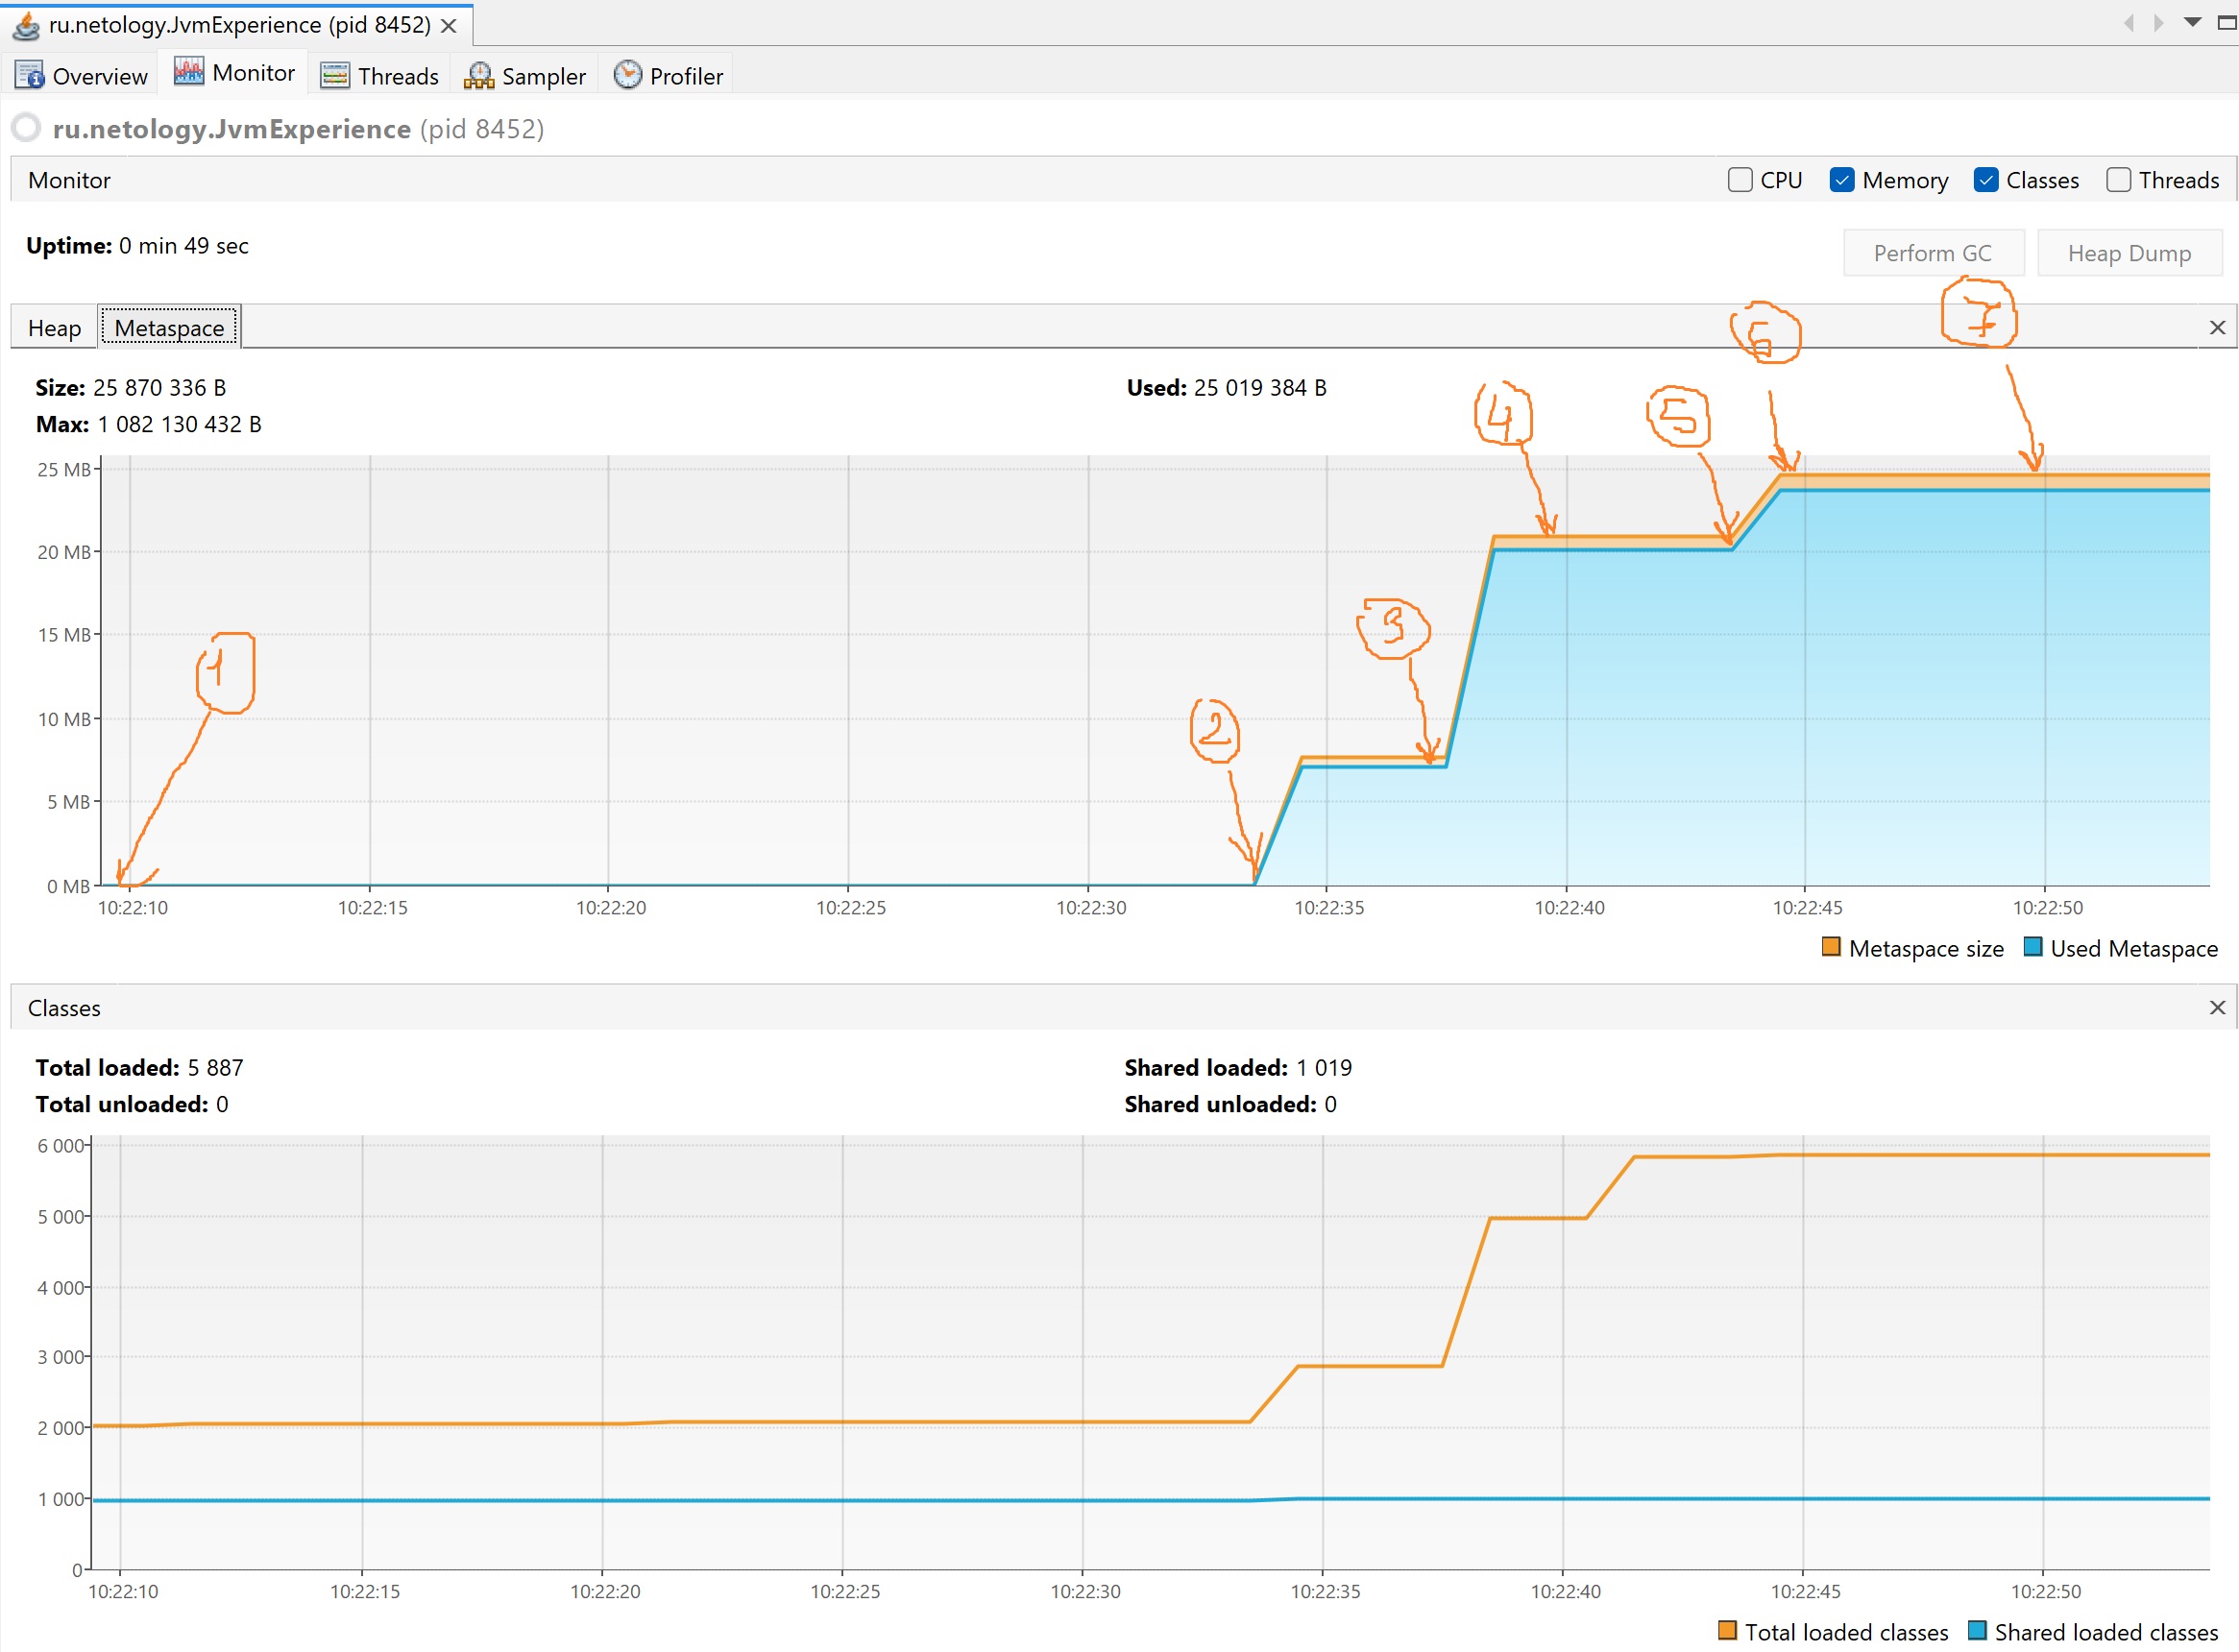 ru.netology.JvmExperience (pid 8452)
Overview Monitor Threads Sampler Profiler
ru.netology.JvmExperience (pid 8452)
Monitor CPU Memory Classes Threads
Uptime: 0 min 49 sec
Perform GC Heap Dump
Heap Metaspace
6 7
Size: 25 870 336 B Used: 25 019 384 B
Max: 1 082 130 432 B
4 5
25 MB
20 MB
15 MB
3
1
10 MB
2
5 MB
0 MB
10:22:10 10:22:15 10:22:20 10:22:25 10:22:30 10:22:35 10:22:40 10:22:45 10:22:50
Metaspace size Used Metaspace
Classes
Total loaded: 5 887 Shared loaded: 1 019
Total unloaded: 0 Shared unloaded: 0
6 000
5 000
4 000
3 000
2 000
1 000
0
10:22:10 10:22:15 10:22:20 10:22:25 10:22:30 10:22:35 10:22:40 10:22:45 10:22:50
Total loaded classes Shared loaded classes